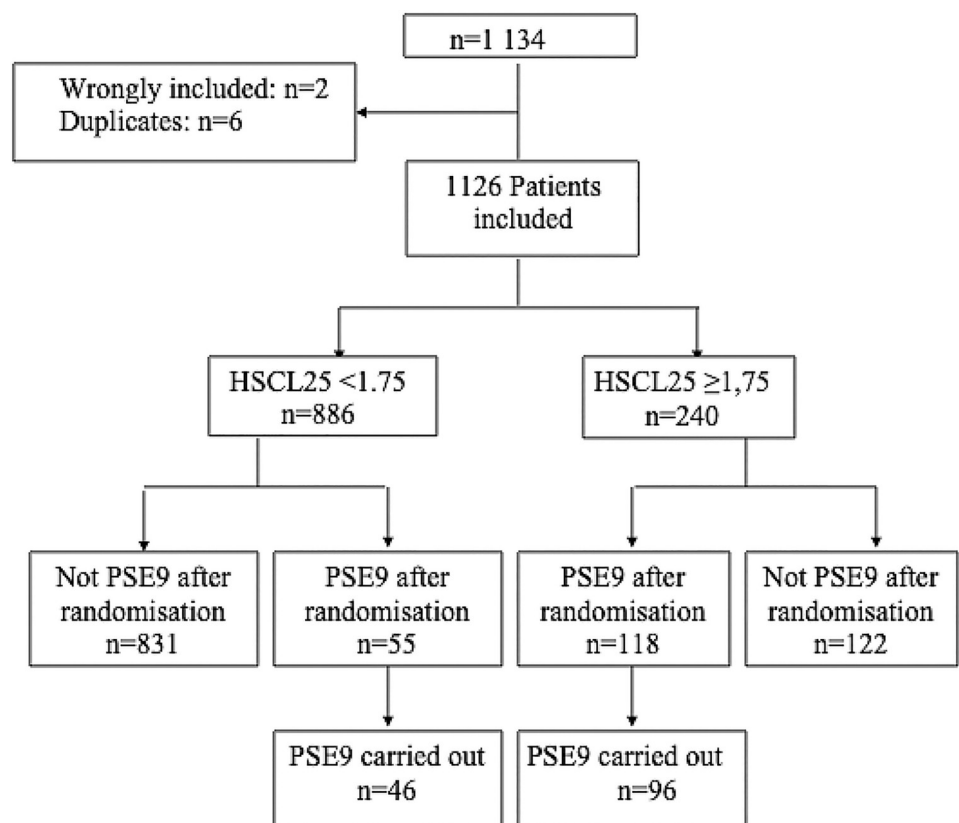 n=1 134
Wrongly included: n=2
Duplicates: n=6
1126 Patients
included
HSCL25 <1.75
n=886
HSCL25 ≥1,75
n=240
Not PSE9 after
randomisation
n=831
PSE9 after
randomisation
n=55
PSE9 after
randomisation
n=118
Not PSE9 after
randomisation
n=122
PSE9 carried out
n=46
PSE9 carried out
n=96